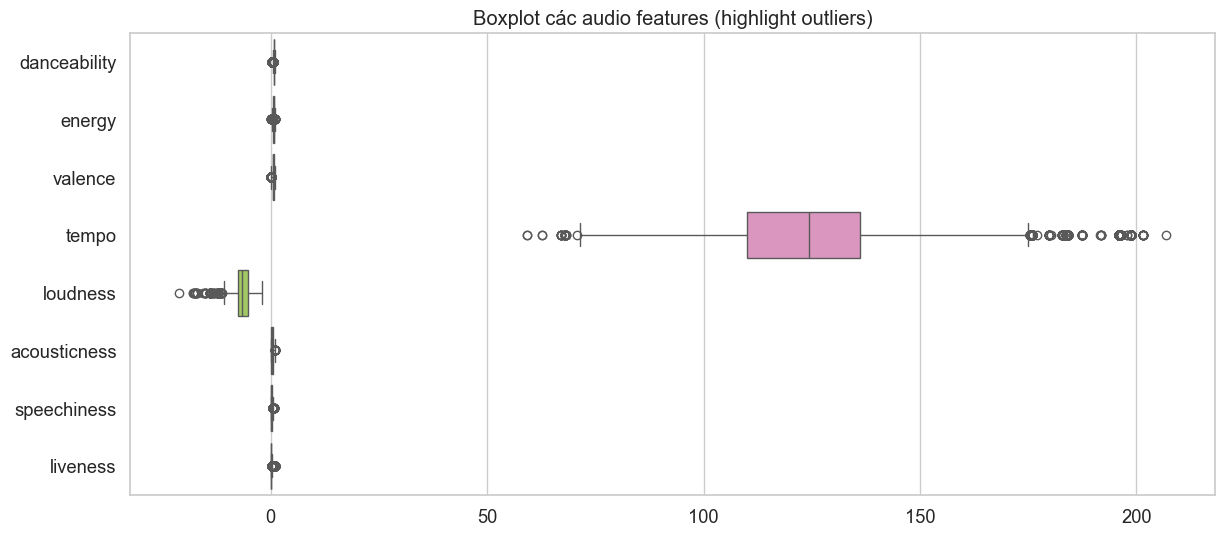 Boxplot các audio features (highlight outliers)
danceability
energy
valence
tempo
loudness
acousticness
speechiness
liveness
0 50 100 150 200